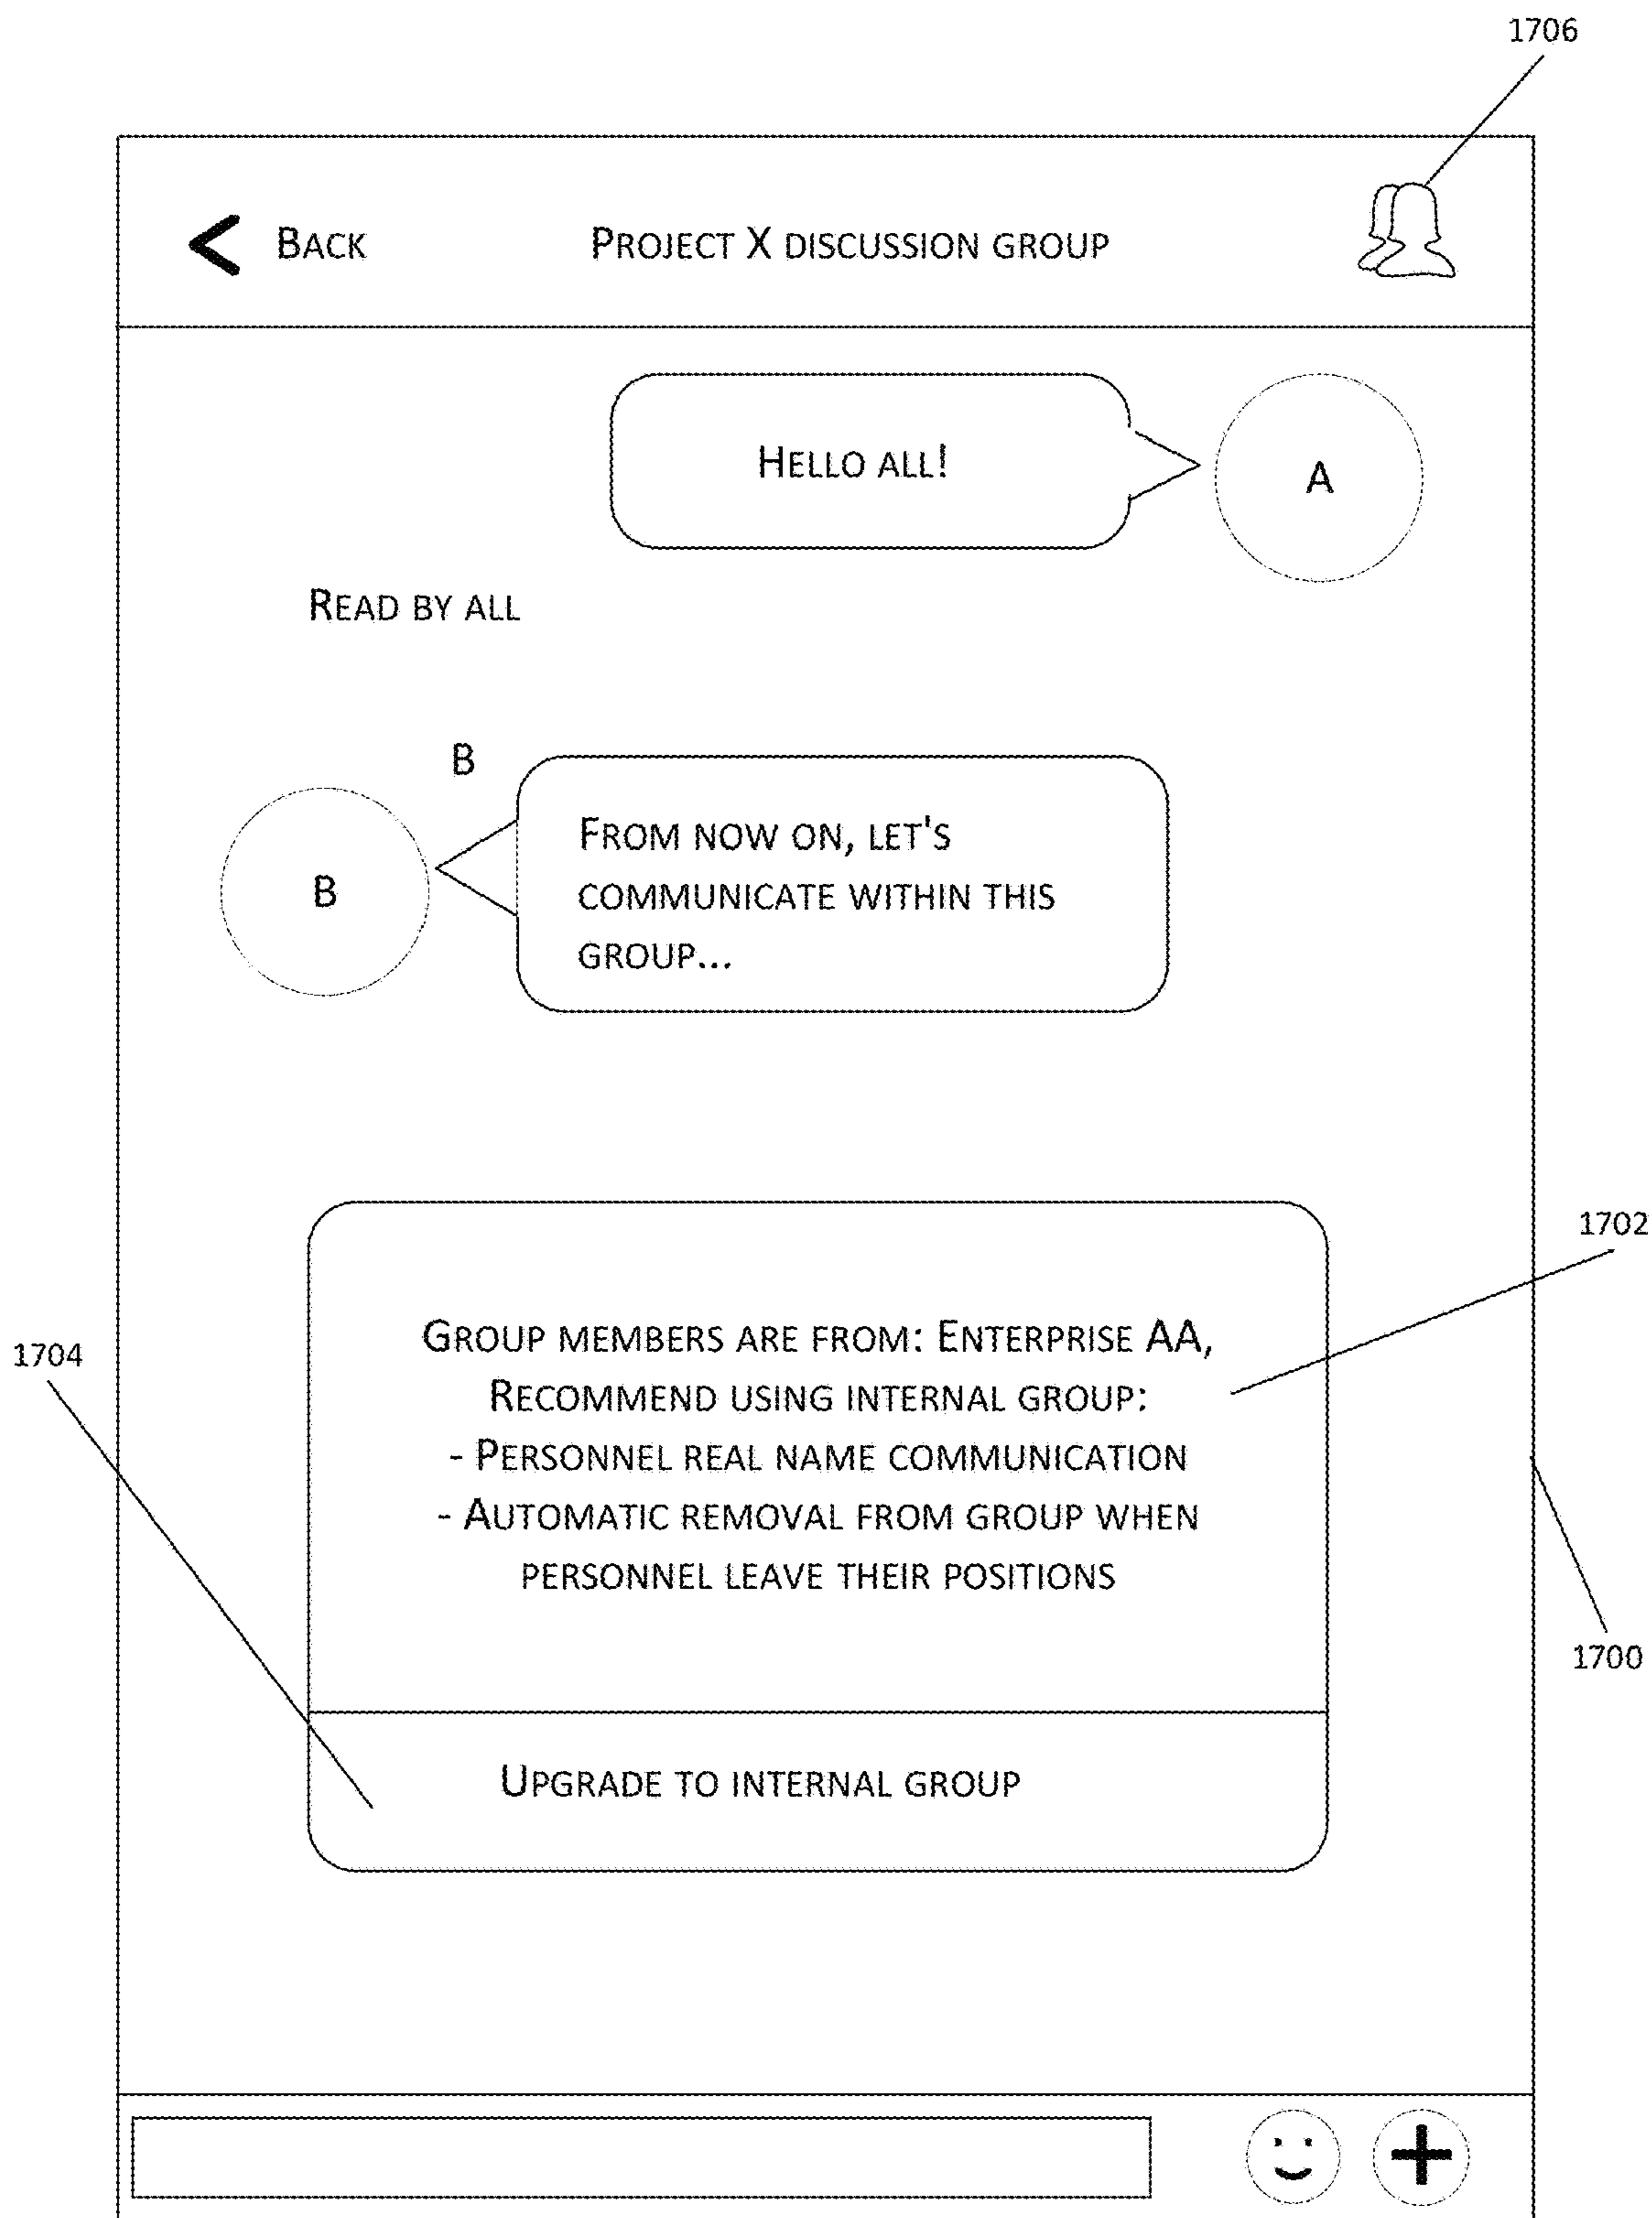 1706
Back
Project X discussion group
Hello all!
A
Read by all
B
B
From now on, let's
communicate within this
group...
1702
Group members are from: Enterprise AA,
Recommend using internal group:
- Personnel real name communication
- Automatic removal from group when
personnel leave their positions
1704
1700
Upgrade to internal group